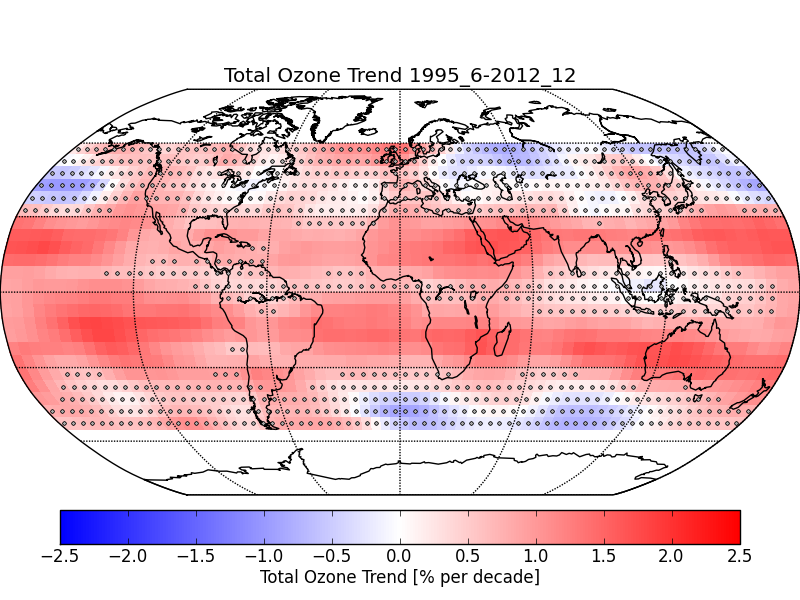 Total Ozone Trend 1995_6-2012_12
−2.5 −2.0 −1.5 −1.0 −0.5 0.0 0.5 1.0 1.5 2.0 2.5
Total Ozone Trend [% per decade]